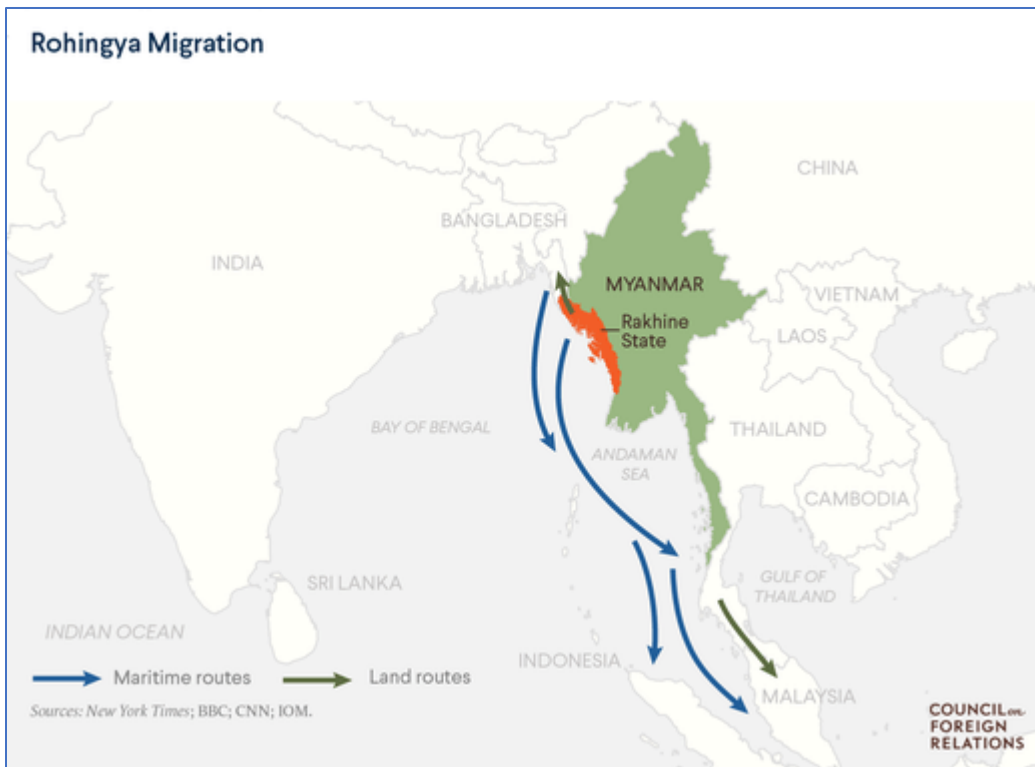 Rohingya Migration
CHINA
BANGLADESH
INDIA
MYANMAR
VIETNAM
Rakhine
State
LAOS
BAY OF BENGAL
THAILAND
ANDAMAN
SEA
CAMBODIA
SRI LANKA
GULF OF
THAILAND
INDIAN OCEAN
INDONESIA
Maritime routes
Land routes
MALAYSIA
Sources: New York Times; BBC; CNN; IOM.
COUNCIL on
FOREIGN
RELATIONS